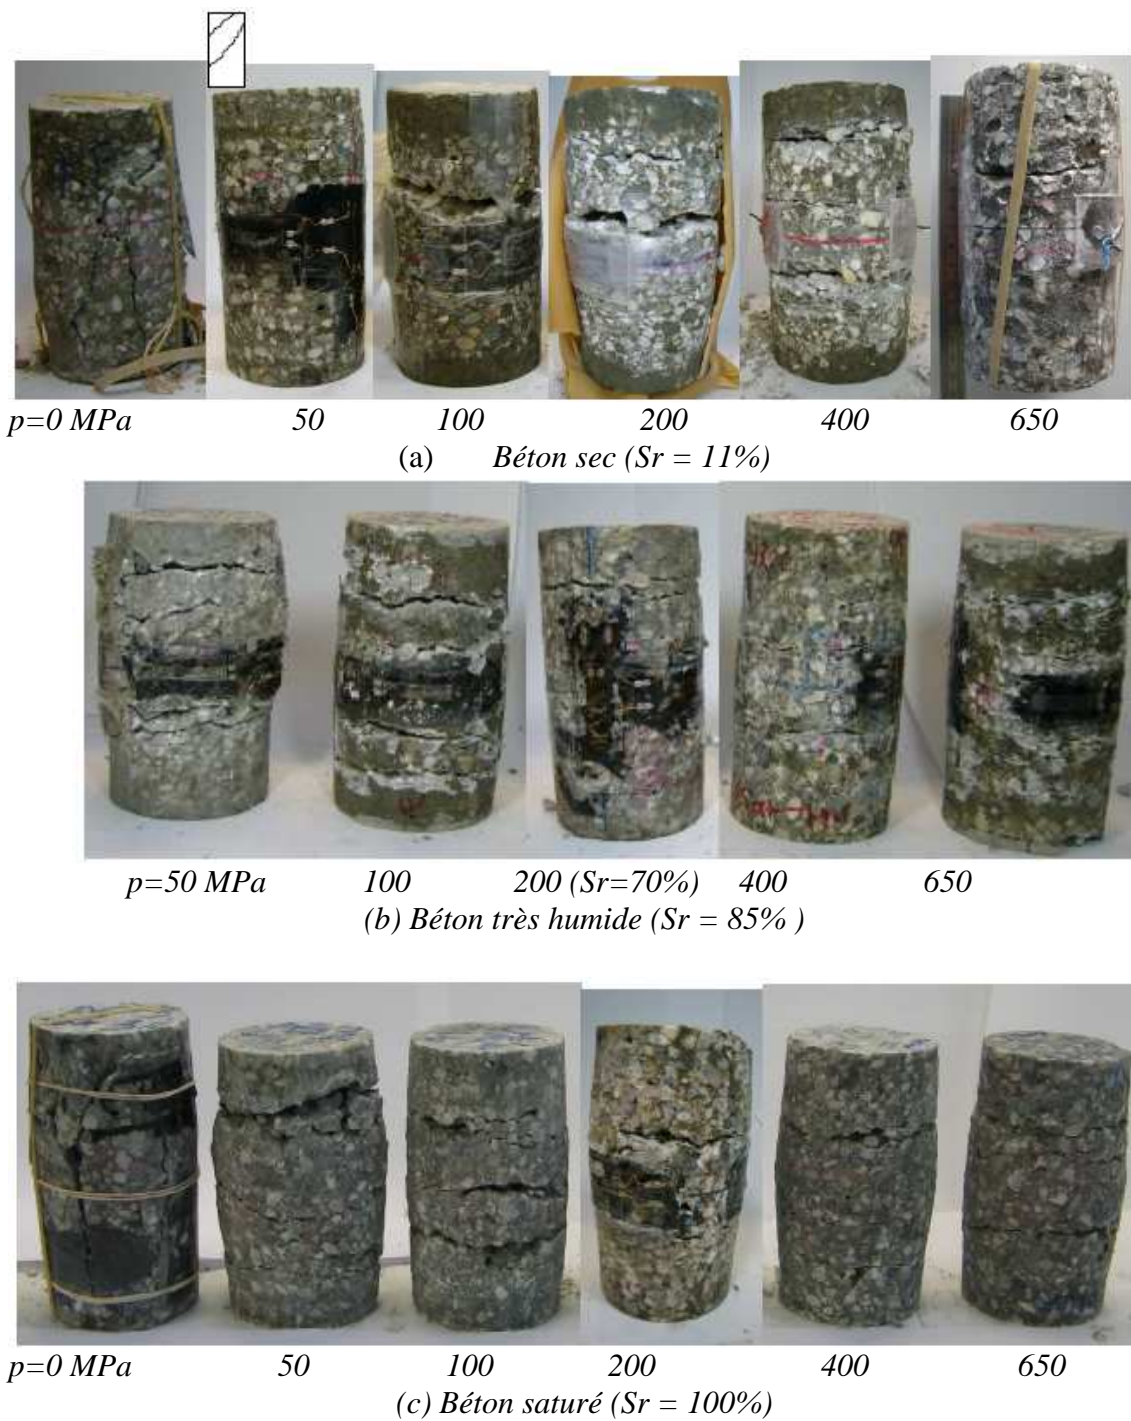 p=0 MPa 50 100 200 400 650
(a) Béton sec (Sr = 11%)
p=50 MPa 100 200 (Sr=70%) 400 650
(b) Béton très humide (Sr = 85% )
p=0 MPa 50 100 200 400 650
(c) Béton saturé (Sr = 100%)